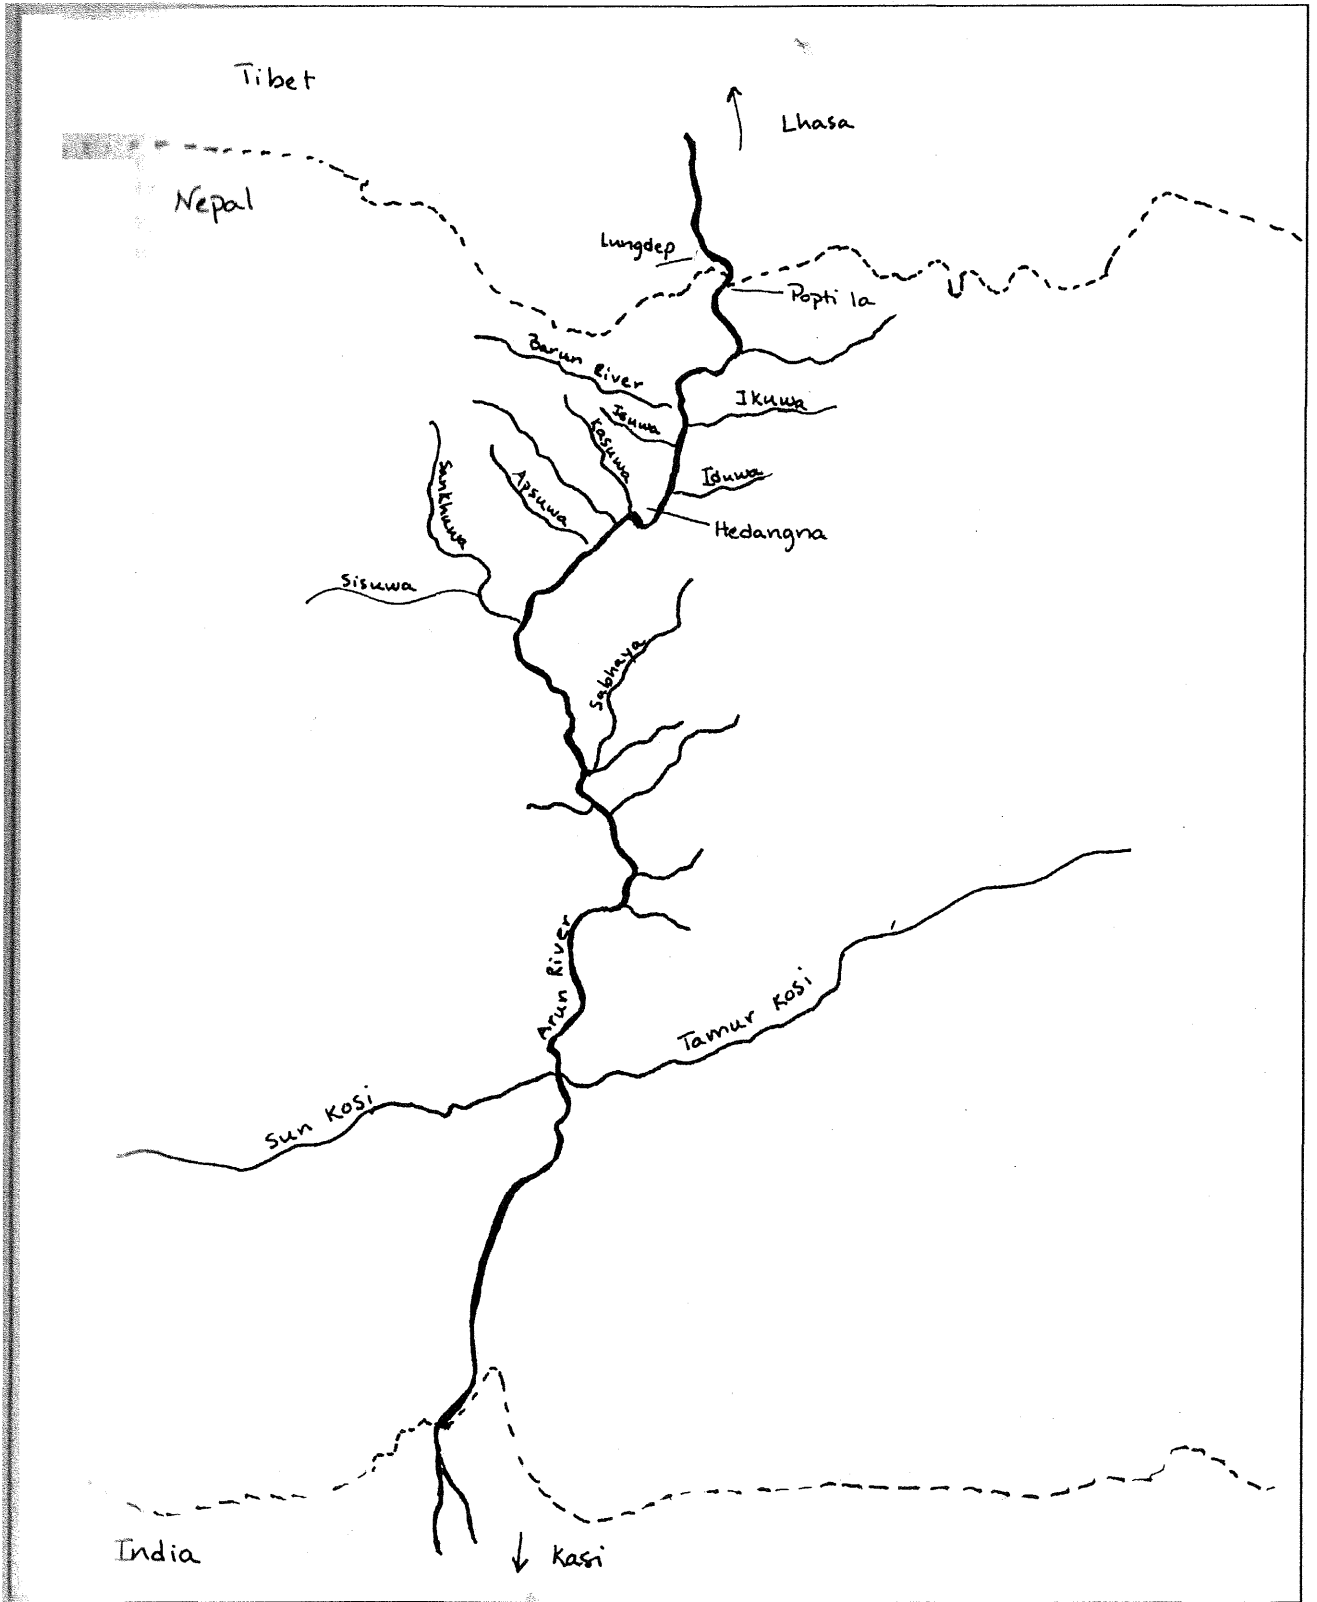 Tibet
Lhasa
Nepal
Lungdep
Popti la
Barun River
Ikuwa
Isuwa
Kasuwa
Iduwa
Sankhuwa
Apsuwa
Hedangna
Sisuwa
Sabhaya
Arun River
Tamur Kosi
Sun Kosi
India
Kasi